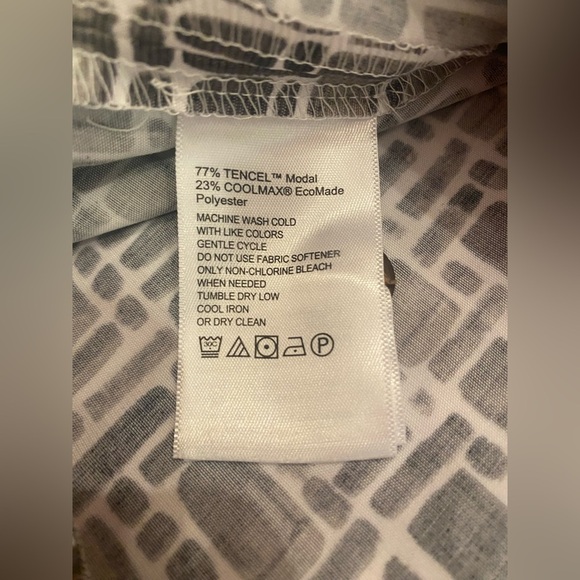 77% TENCEL™ Modal
23% COOLMAX® EcoMade
Polyester
MACHINE WASH COLD
WITH LIKE COLORS
GENTLE CYCLE
DO NOT USE FABRIC SOFTENER
ONLY NON-CHLORINE BLEACH
WHEN NEEDED
TUMBLE DRY LOW
COOL IRON
OR DRY CLEAN
30C P